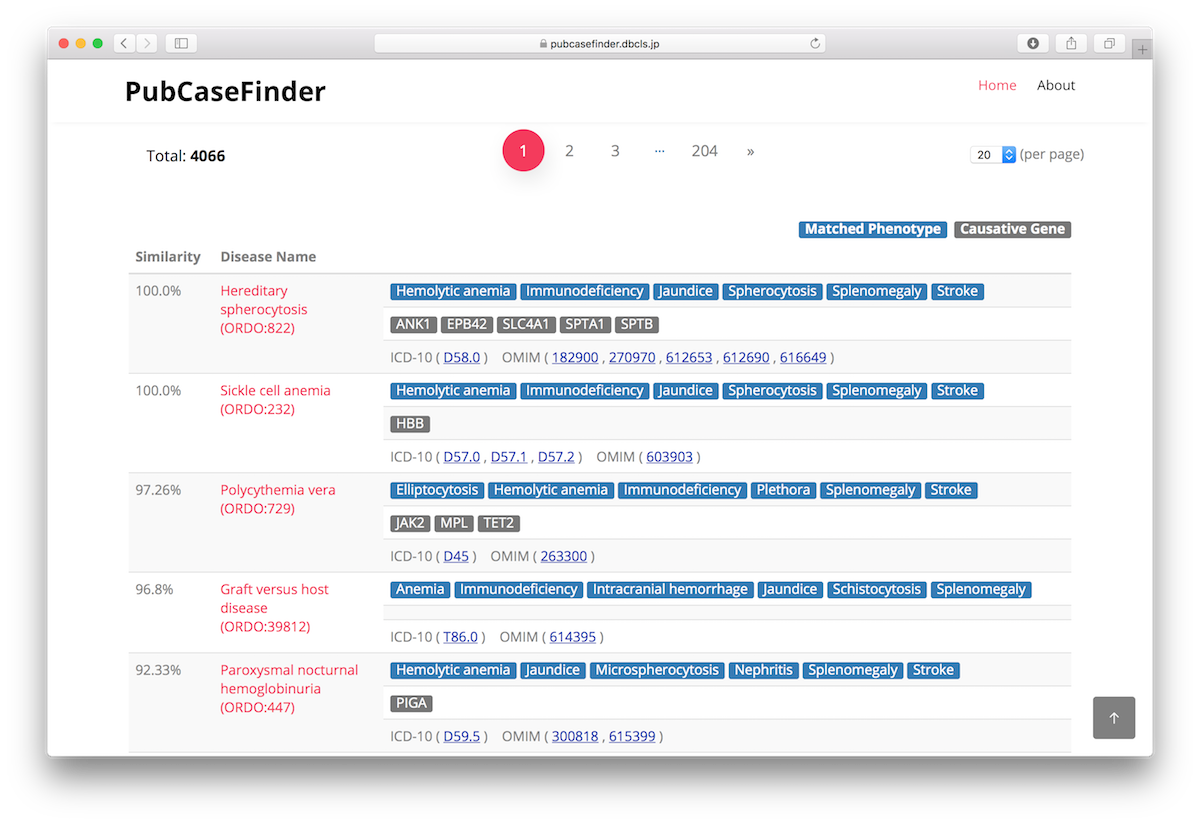 pubcasefinder.dbcls.jp
PubCaseFinder
Home About
Total: 4066
1 2 3 ... 204 »
20 (per page)
Matched Phenotype Causative Gene
Similarity Disease Name
100.0% Hereditary spherocytosis (ORDO:822)
Hemolytic anemia Immunodeficiency Jaundice Spherocytosis Splenomegaly Stroke
ANK1 EPB42 SLC4A1 SPTA1 SPTB
ICD-10 ( D58.0 ) OMIM ( 182900 , 270970 , 612653 , 612690 , 616649 )
100.0% Sickle cell anemia (ORDO:232)
Hemolytic anemia Immunodeficiency Jaundice Spherocytosis Splenomegaly Stroke
HBB
ICD-10 ( D57.0 , D57.1 , D57.2 ) OMIM ( 603903 )
97.26% Polycythemia vera (ORDO:729)
Elliptocytosis Hemolytic anemia Immunodeficiency Plethora Splenomegaly Stroke
JAK2 MPL TET2
ICD-10 ( D45 ) OMIM ( 263300 )
96.8% Graft versus host disease (ORDO:39812)
Anemia Immunodeficiency Intracranial hemorrhage Jaundice Schistocytosis Splenomegaly
ICD-10 ( T86.0 ) OMIM ( 614395 )
92.33% Paroxysmal nocturnal hemoglobinuria (ORDO:447)
Hemolytic anemia Jaundice Microspherocytosis Nephritis Splenomegaly Stroke
PIGA
ICD-10 ( D59.5 ) OMIM ( 300818 , 615399 )